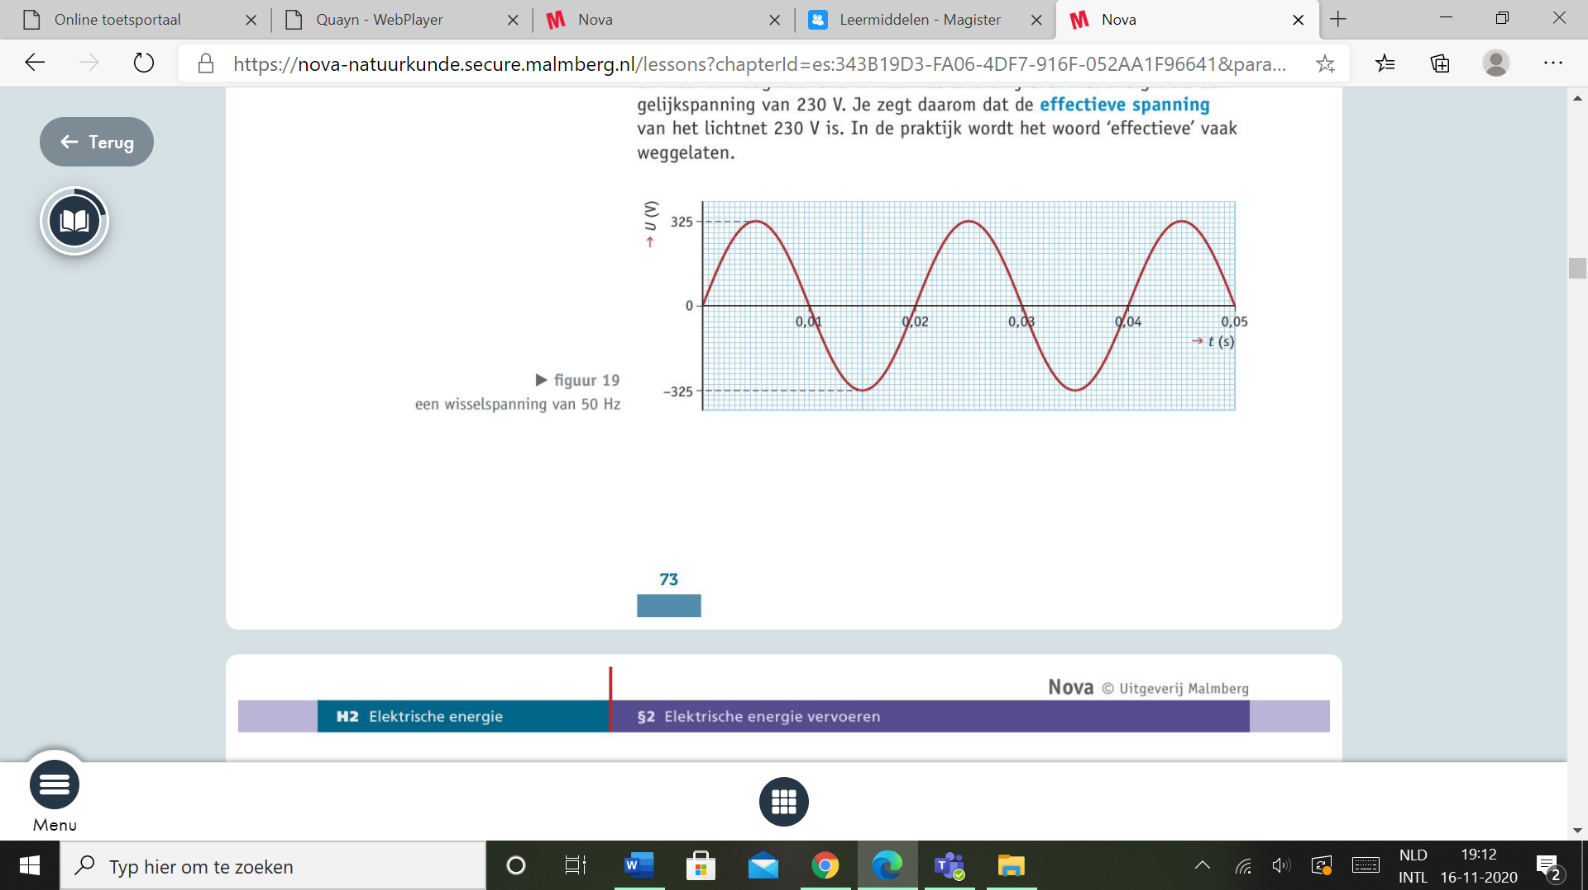 Online toetsportaal
Quayn - WebPlayer
Nova
Leermiddelen - Magister
Nova
https://nova-natuurkunde.secure.malmberg.nl/lessons?chapterId=es:343B19D3-FA06-4DF7-916F-052AA1F96641&para...
Terug
gelijkspanning van 230 V. Je zegt daarom dat de effectieve spanning
van het lichtnet 230 V is. In de praktijk wordt het woord ‘effectieve’ vaak
weggelaten.
→ U (V)
325
0
-325
0,01 0,02 0,03 0,04 0,05
→ t (s)
▶ figuur 19
een wisselspanning van 50 Hz
73
Nova © Uitgeverij Malmberg
H2 Elektrische energie
§2 Elektrische energie vervoeren
Menu
Typ hier om te zoeken
NLD
INTL
19:12
16-11-2020
2